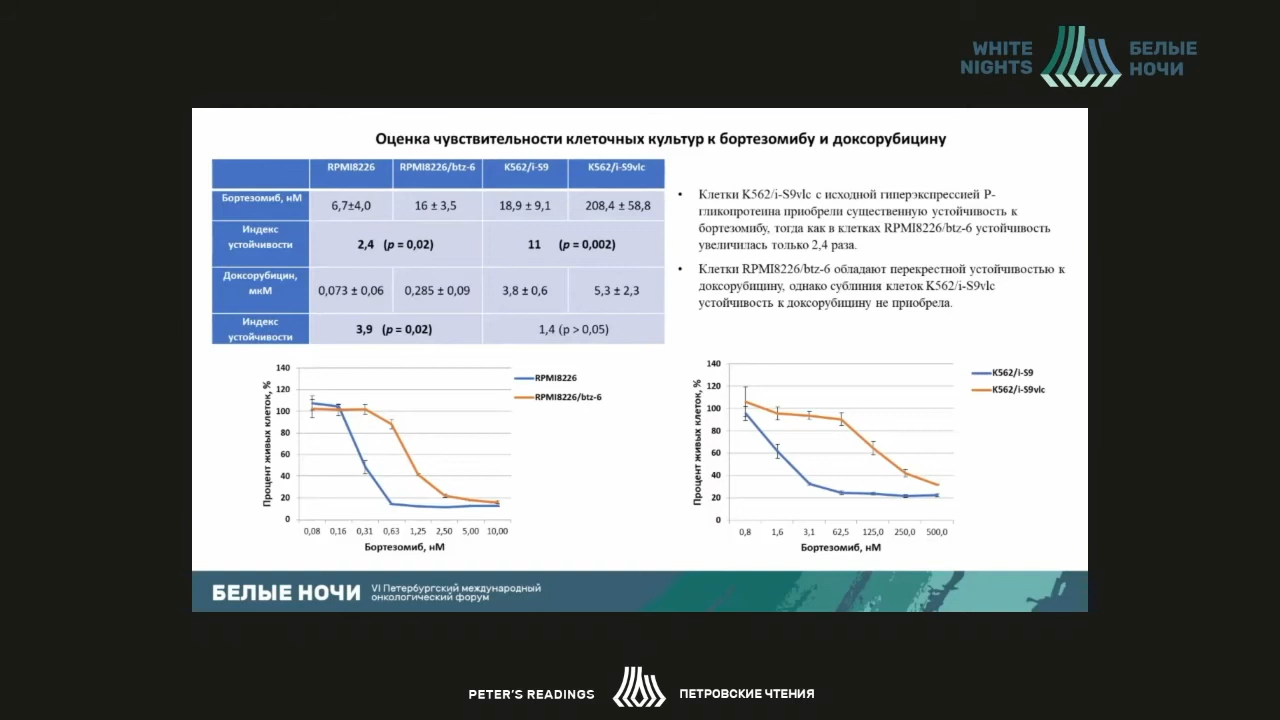 WHITE
NIGHTS
БЕЛЫЕ
НОЧИ
Оценка чувствительности клеточных культур к бортезомибу и доксорубицину
RPMI8226 RPMI8226/btz-6 K562/i-S9 K562/i-S9vlc
Бортезомиб, нМ 6,7±4,0 16 ± 3,5 18,9 ± 9,1 208,4 ± 58,8
Индекс
устойчивости 2,4 (p = 0,02) 11 (p = 0,002)
Доксорубицин,
мкМ 0,073 ± 0,06 0,285 ± 0,09 3,8 ± 0,6 5,3 ± 2,3
Индекс
устойчивости 3,9 (p = 0,02) 1,4 (p > 0,05)
• Клетки K562/i-S9vlc с исходной гиперэкспрессией Р-
гликопротеина приобрели существенную устойчивость к
бортезомибу, тогда как в клетках RPMI8226/btz-6 устойчивость
увеличилась только 2,4 раза.
• Клетки RPMI8226/btz-6 обладают перекрестной устойчивостью к
доксорубицину, однако сублиния клеток K562/i-S9vlc
устойчивость к доксорубицину не приобрела.
Процент живых клеток, %
140
120
100
80
60
40
20
0
0,08 0,16 0,31 0,63 1,25 2,50 5,00 10,00
Бортезомиб, нМ
RPMI8226
RPMI8226/btz-6
Процент живых клеток, %
140
120
100
80
60
40
20
0
0,8 1,6 3,1 62,5 125,0 250,0 500,0
Бортезомиб, нМ
K562/i-S9
K562/i-S9vlc
БЕЛЫЕ НОЧИ
VI Петербургский международный
онкологический форум
PETER'S READINGS ПЕТРОВСКИЕ ЧТЕНИЯ